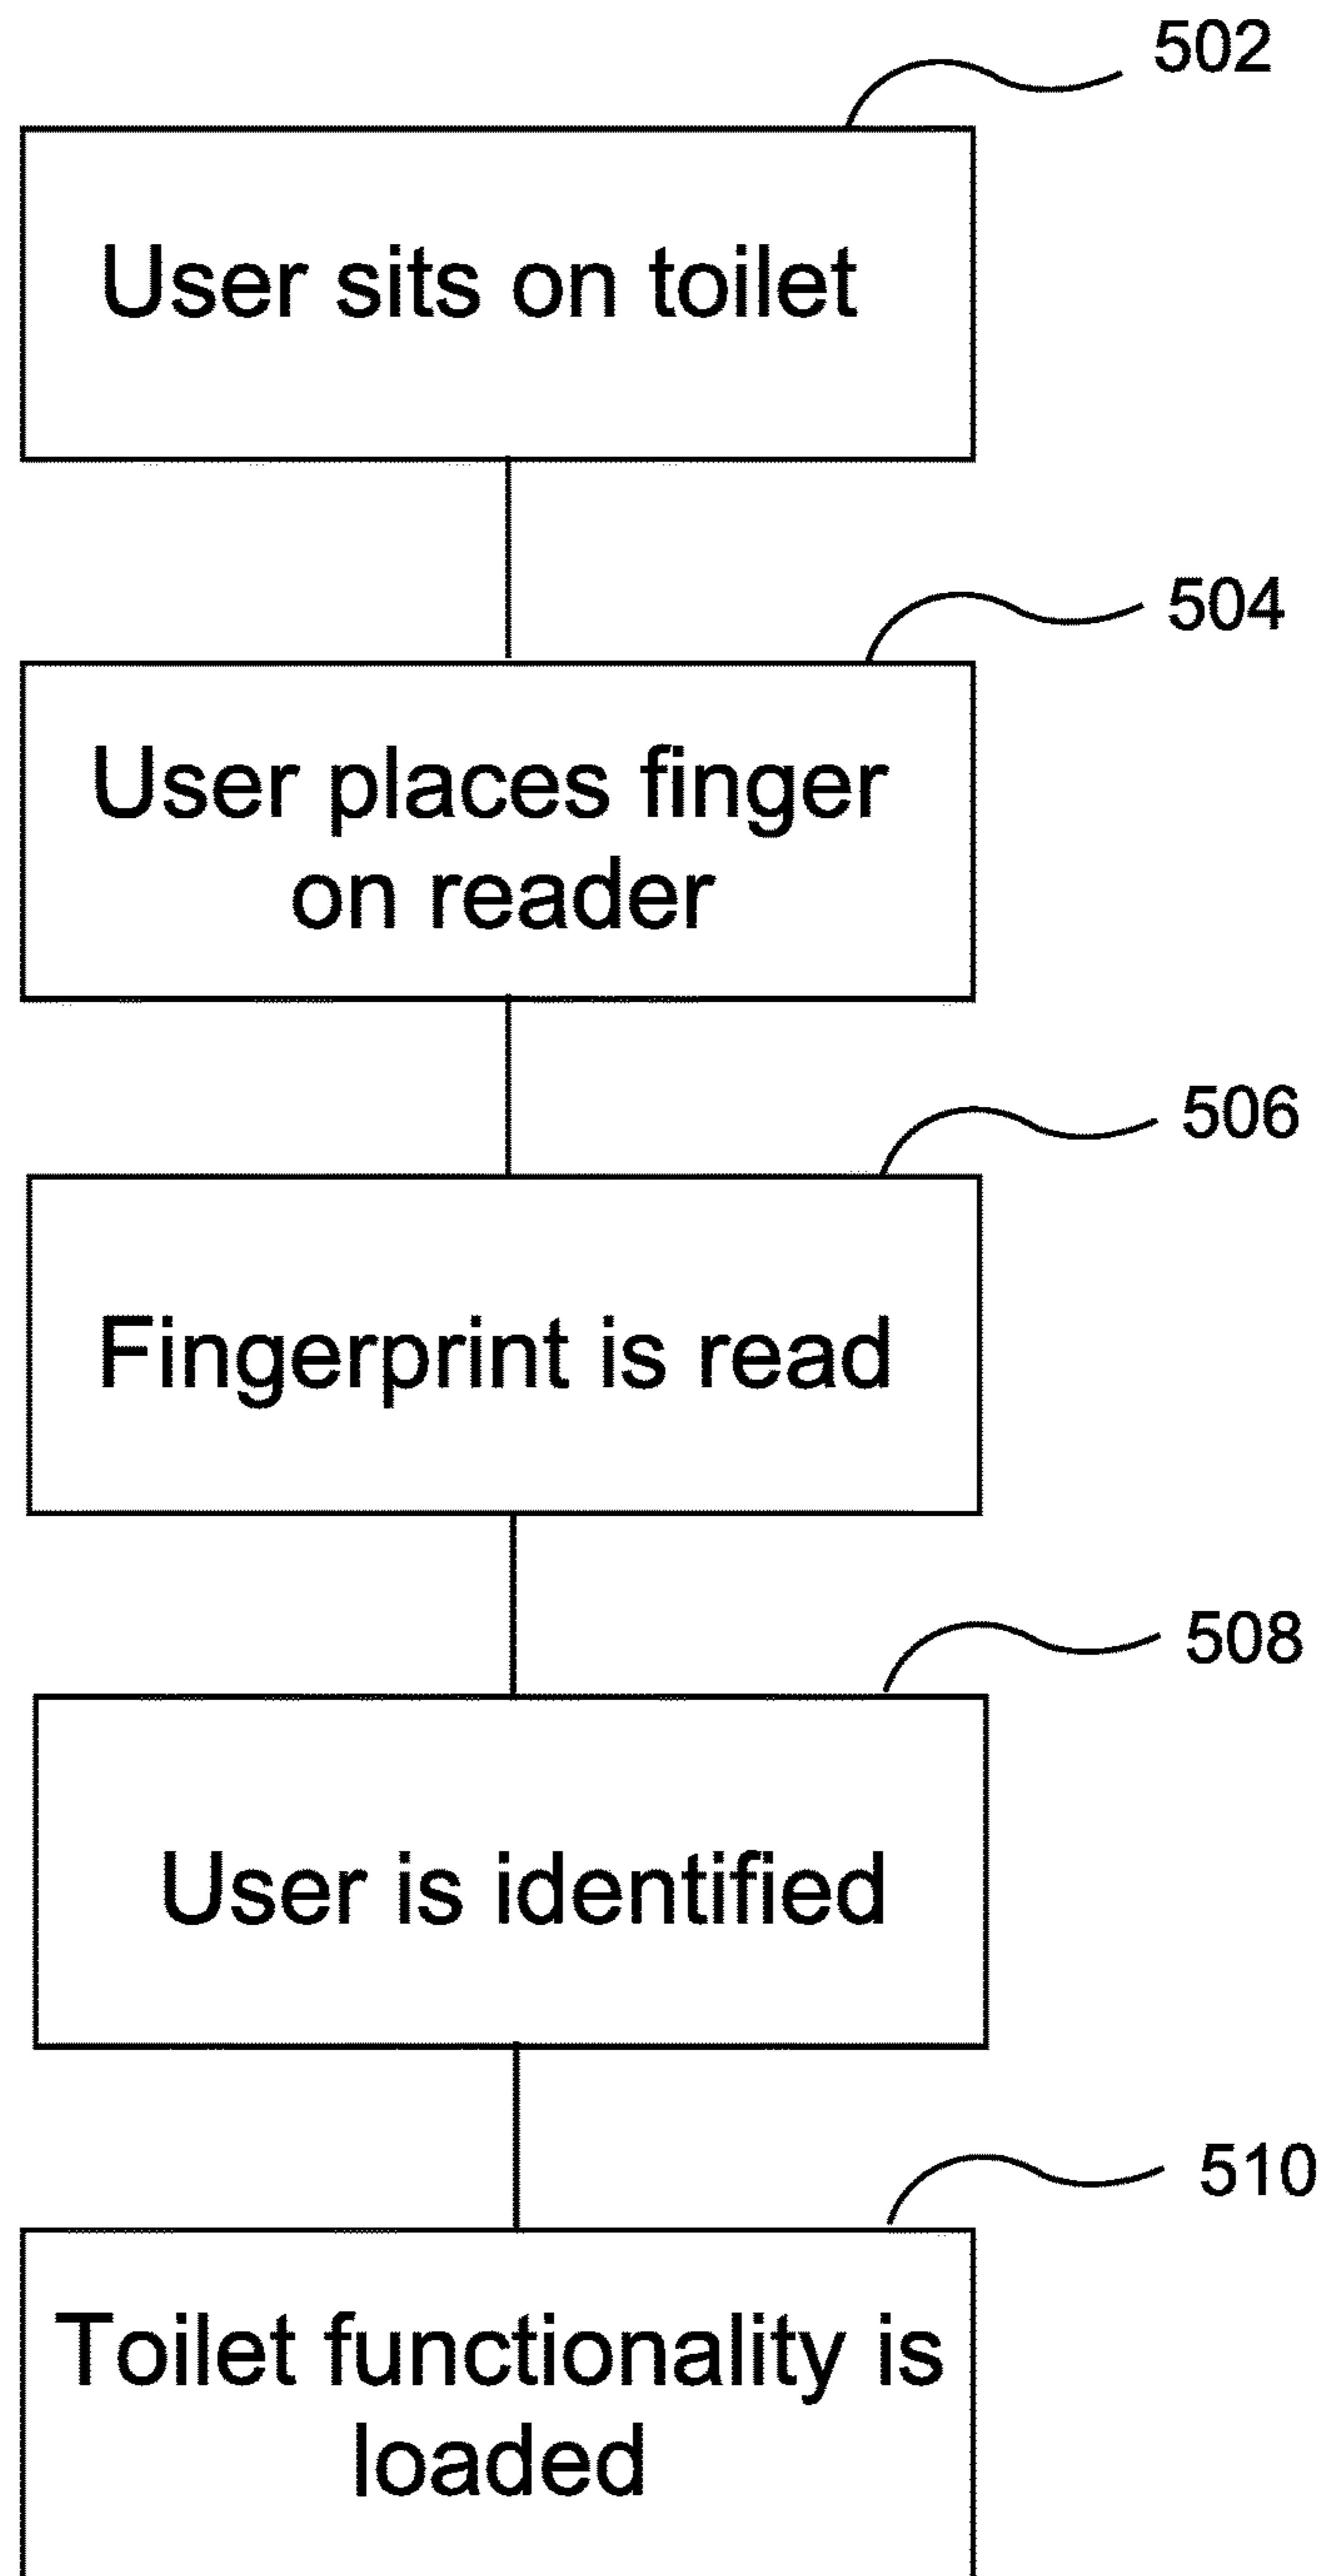 502
User sits on toilet
504
User places finger
on reader
506
Fingerprint is read
508
User is identified
510
Toilet functionality is
loaded